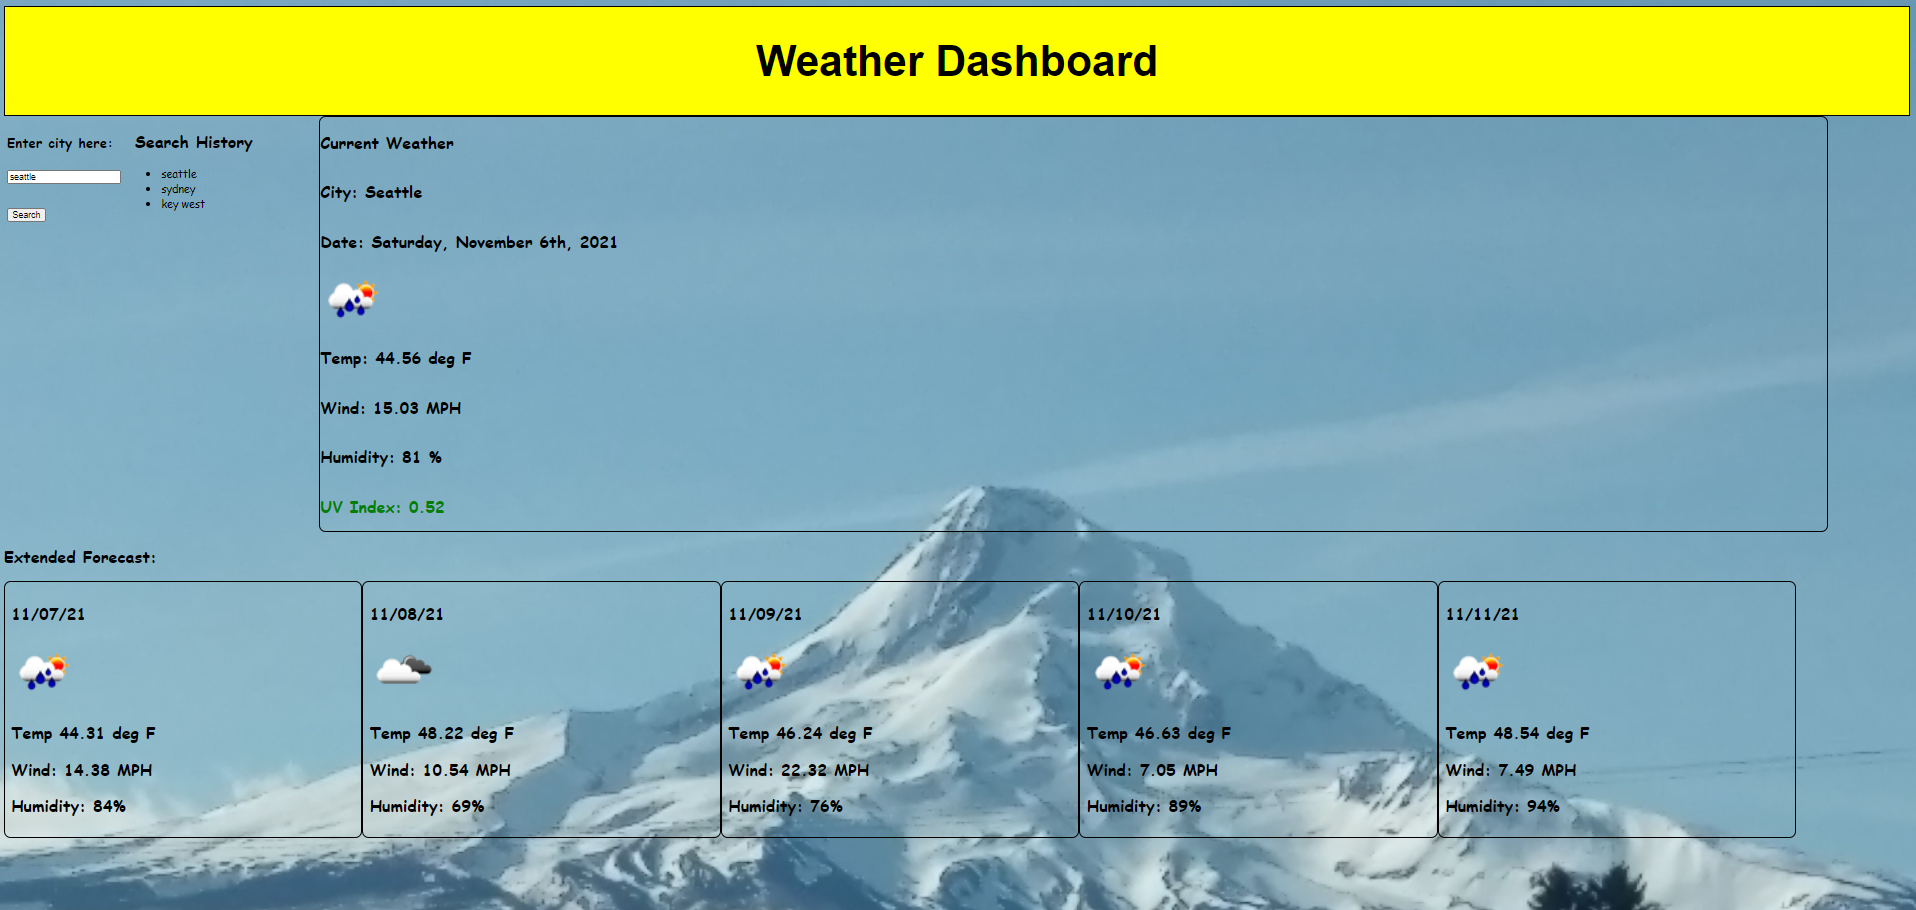 Weather Dashboard
Enter city here:
seattle
Search
Search History
seattle
sydney
key west
Current Weather
City: Seattle
Date: Saturday, November 6th, 2021
Temp: 44.56 deg F
Wind: 15.03 MPH
Humidity: 81 %
UV Index: 0.52
Extended Forecast:
11/07/21
Temp 44.31 deg F
Wind: 14.38 MPH
Humidity: 84%
11/08/21
Temp 48.22 deg F
Wind: 10.54 MPH
Humidity: 69%
11/09/21
Temp 46.24 deg F
Wind: 22.32 MPH
Humidity: 76%
11/10/21
Temp 46.63 deg F
Wind: 7.05 MPH
Humidity: 89%
11/11/21
Temp 48.54 deg F
Wind: 7.49 MPH
Humidity: 94%